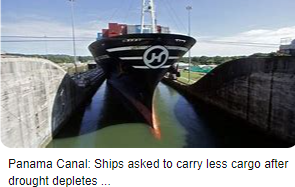 Panama Canal: Ships asked to carry less cargo after
drought depletes ...